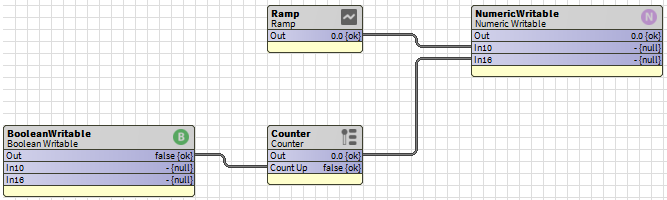 Ramp
Ramp
Out 0.0 {ok}
NumericWritable
Numeric Writable
N
Out 0.0 {ok}
In10 - {null}
In16 - {null}
BooleanWritable
Boolean Writable
B
Out false {ok}
In10 - {null}
In16 - {null}
Counter
Counter
Out 0.0 {ok}
Count Up false {ok}